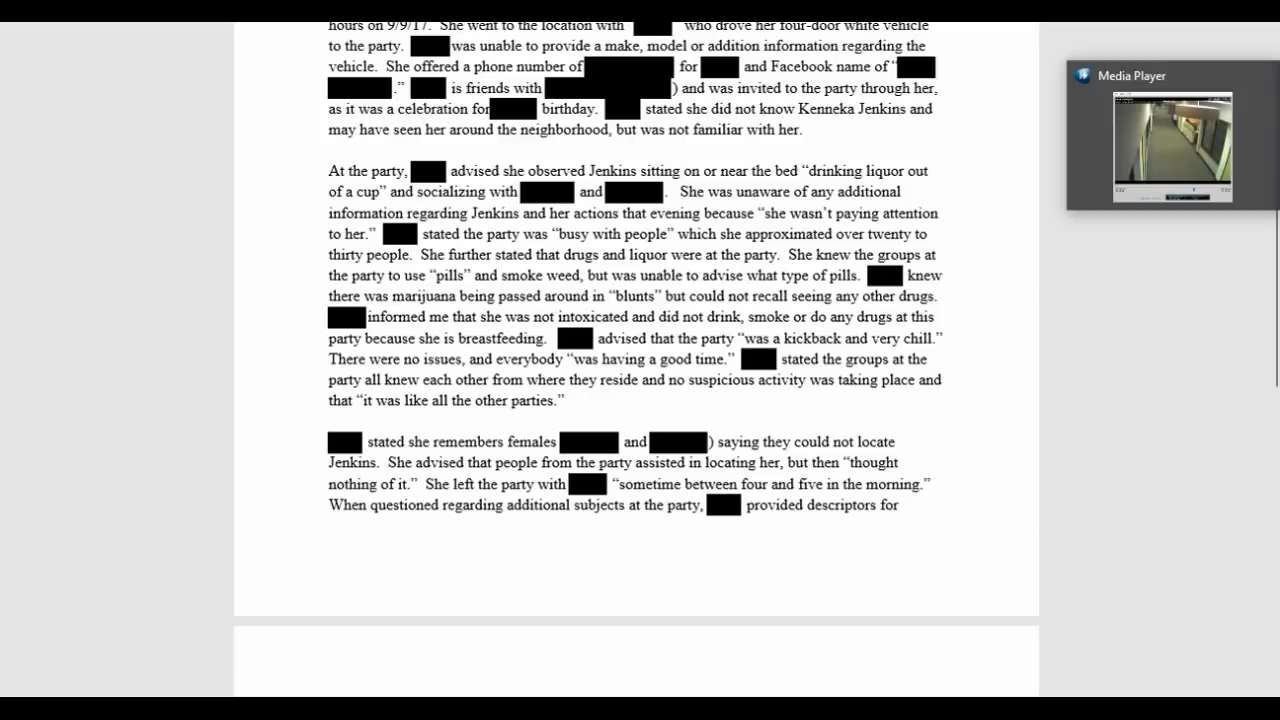 hours on 9/9/17. She went to the location with who drove her four-door white vehicle
to the party. was unable to provide a make, model or addition information regarding the
vehicle. She offered a phone number of for and Facebook name of “
.” is friends with ) and was invited to the party through her,
as it was a celebration for birthday. stated she did not know Kenneka Jenkins and
may have seen her around the neighborhood, but was not familiar with her.
At the party, advised she observed Jenkins sitting on or near the bed “drinking liquor out
of a cup” and socializing with and . She was unaware of any additional
information regarding Jenkins and her actions that evening because “she wasn’t paying attention
to her.” stated the party was “busy with people” which she approximated over twenty to
thirty people. She further stated that drugs and liquor were at the party. She knew the groups at
the party to use “pills” and smoke weed, but was unable to advise what type of pills. knew
there was marijuana being passed around in “blunts” but could not recall seeing any other drugs.
informed me that she was not intoxicated and did not drink, smoke or do any drugs at this
party because she is breastfeeding. advised that the party “was a kickback and very chill.”
There were no issues, and everybody “was having a good time.” stated the groups at the
party all knew each other from where they reside and no suspicious activity was taking place and
that “it was like all the other parties.”
stated she remembers females and ) saying they could not locate
Jenkins. She advised that people from the party assisted in locating her, but then “thought
nothing of it.” She left the party with “sometime between four and five in the morning.”
When questioned regarding additional subjects at the party, provided descriptors for
Media Player